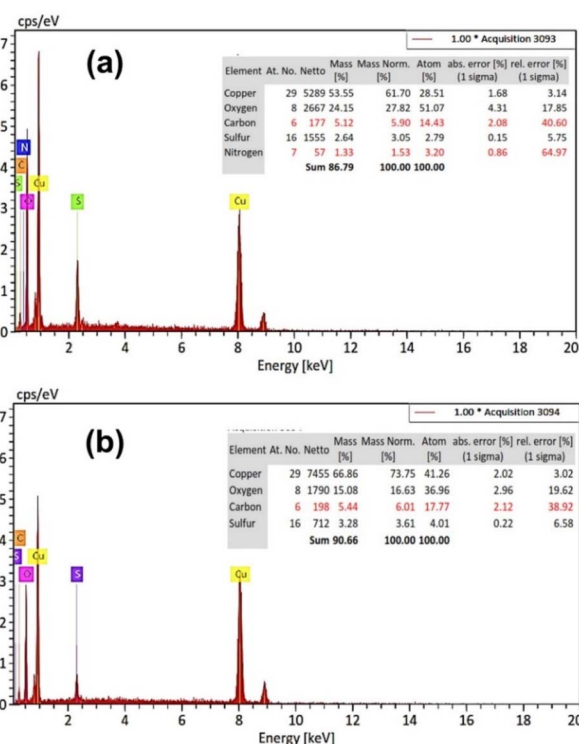 cps/eV
1.00 * Acquisition 3093
(a)
Element At. No. Netto Mass [%] Mass Norm. [%] Atom [%] abs. error [%] (1 sigma) rel. error [%] (1 sigma)
Copper 29 5289 53.55 61.70 28.51 1.68 3.14
Oxygen 8 2667 24.15 27.82 51.07 4.31 17.85
Carbon 6 177 5.12 5.90 14.43 2.08 40.60
Sulfur 16 1555 2.64 3.05 2.79 0.15 5.75
Nitrogen 7 57 1.33 1.53 3.20 0.86 64.97
Sum 86.79 100.00 100.00
7
6
5
4
3
2
1
0
N
C
S Cu
O S Cu
2 4 6 8 10 12 14 16 18 20
Energy [keV]
cps/eV
1.00 * Acquisition 3094
(b)
Element At. No. Netto Mass [%] Mass Norm. [%] Atom [%] abs. error [%] (1 sigma) rel. error [%] (1 sigma)
Copper 29 7455 66.86 73.75 41.26 2.02 3.02
Oxygen 8 1790 15.08 16.63 36.96 2.96 19.62
Carbon 6 198 5.44 6.01 17.77 2.12 38.92
Sulfur 16 712 3.28 3.61 4.01 0.22 6.58
Sum 90.66 100.00 100.00
7
6
5
4
3
2
1
0
C
S Cu
O S Cu
2 4 6 8 10 12 14 16 18 20
Energy [keV]